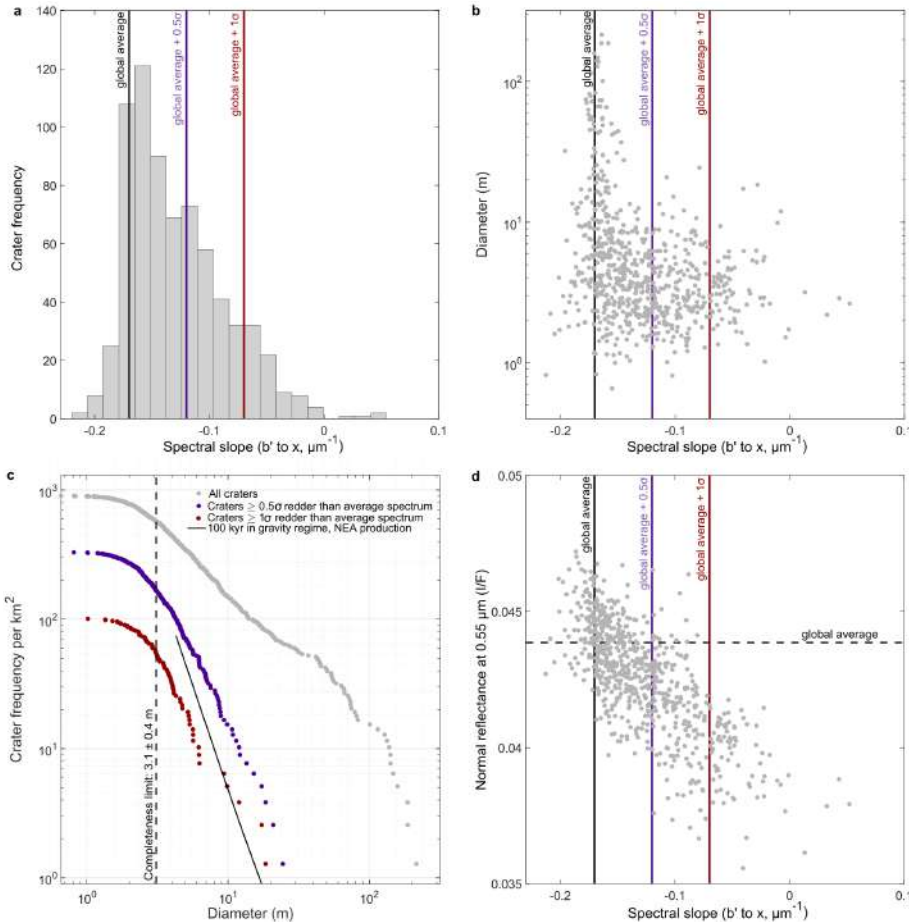 a
140
120
100
80
60
40
20
0
Crater frequency
global average
global average + 0.5σ
global average + 1σ
-0.2
-0.1
0
0.1
Spectral slope (b' to x, µm⁻¹)
b
10²
10¹
10⁰
Diameter (m)
global average
global average + 0.5σ
global average + 1σ
-0.2
-0.1
0
0.1
Spectral slope (b' to x, µm⁻¹)
c
10³
10²
10¹
10⁰
Crater frequency per km²
All craters
Craters ≥ 0.5σ redder than average spectrum
Craters ≥ 1σ redder than average spectrum
100 kyr in gravity regime, NEA production
Completeness limit: 3.1 ± 0.4 m
10⁰
10¹
10²
Diameter (m)
d
0.05
0.045
0.04
0.035
Normal reflectance at 0.55 µm (I/F)
global average
global average + 0.5σ
global average + 1σ
global average
-0.2
-0.1
0
0.1
Spectral slope (b' to x, µm⁻¹)